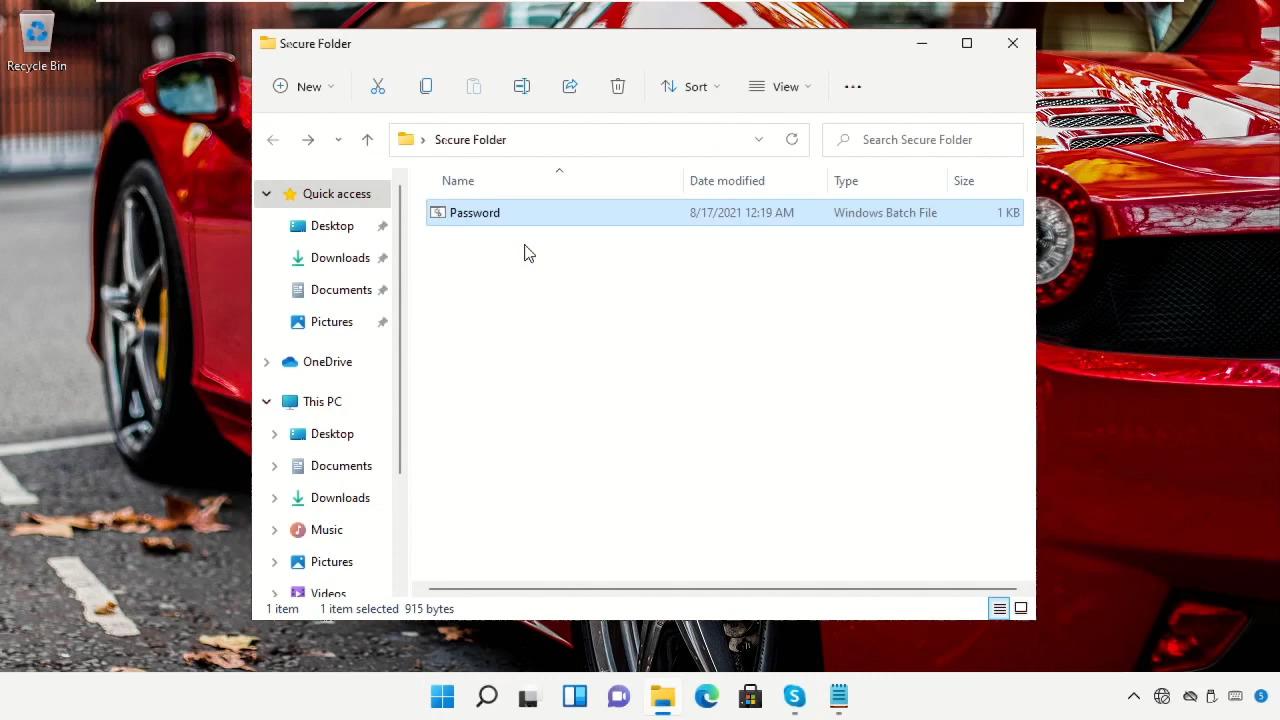 Recycle Bin
Secure Folder
New
Sort
View
Secure Folder
Search Secure Folder
Name
Date modified
Type
Size
Password
8/17/2021 12:19 AM
Windows Batch File
1 KB
Quick access
Desktop
Downloads
Documents
Pictures
OneDrive
This PC
Desktop
Documents
Downloads
Music
Pictures
Videos
1 item
1 item selected 915 bytes
5